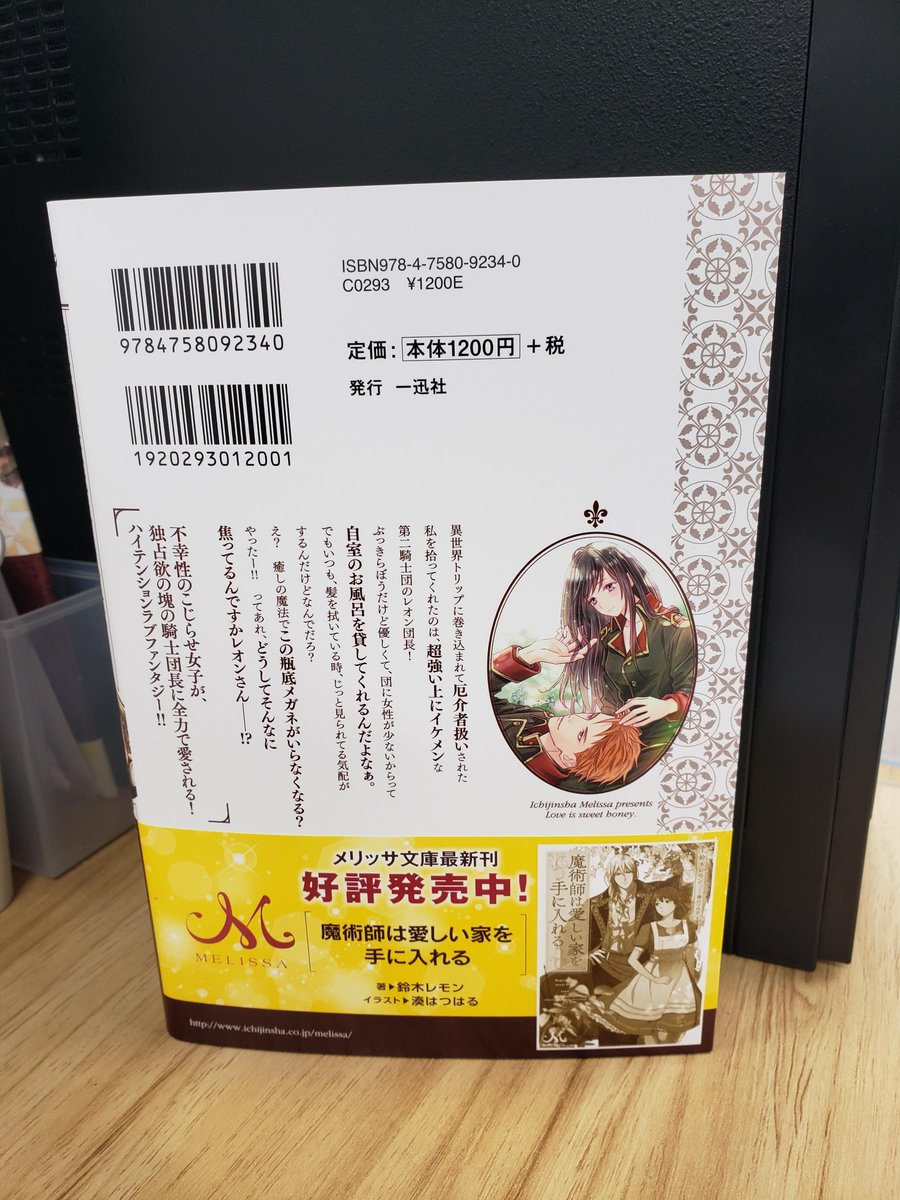 ISBN978-4-7580-9234-0
C0293 ¥1200E
9784758092340
定価：本体1200円＋税
発行 一迅社
1920293012001
異世界トリップに巻き込まれて厄介者扱いされた
私を拾ってくれたのは、超強い上にイケメンな
第二騎士団のレオン団長！
ぶっきらぼうだけど優しくて、団に女性が少ないからって
自室のお風呂を貸してくれるんだよなぁ。
でもいつも、髪を拭いている時、じっと見られてる気配が
するんだけどなんでだろ？
え？ 癒しの魔法でこの瓶底メガネがいらなくなる？
やったー!! ってあれ、どうしてそんなに
焦ってるんですかレオンさん――!?
不幸性のこじらせ女子が、
独占欲の塊の騎士団長に全力で愛される！
ハイテンションラブファンタジー!!
Ichijinsha Melissa presents
Love is sweet honey.
メリッサ文庫最新刊
好評発売中！
M
MELISSA
魔術師は愛しい家を
手に入れる
著▶鈴木レモン
イラスト▶湊はつはる
http://www.ichijinsha.co.jp/melissa/
魔術師は愛しい家を
手に入れる